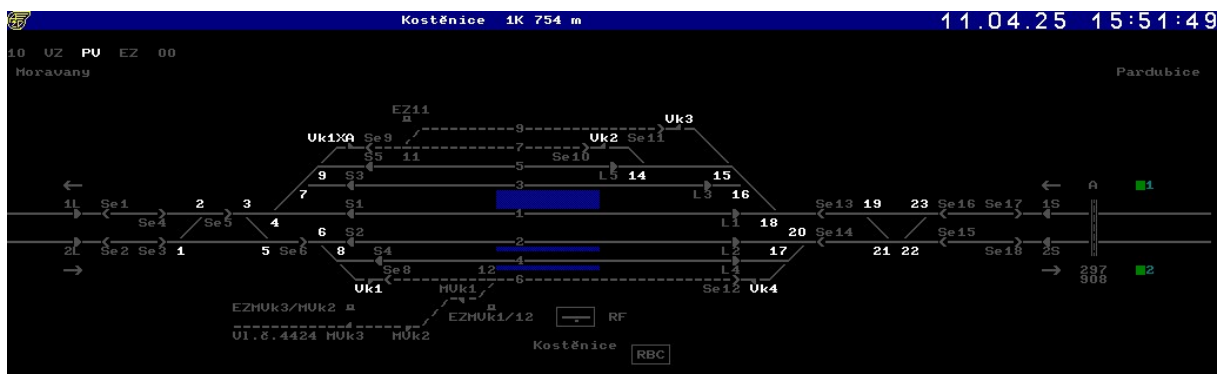 Kostěnice 1K 754 m 11.04.25 15:51:49
10 VZ PV EZ 00
Moravany Pardubice
EZ11
Vk3
9
Vk1XA Se9 Vk2 Se11
7
S5 11 Se10
5
9 S3 L5 14 15
3
7 L3 16 A 1
1L Se1 2 3 S1 Se13 19 23 Se16 Se17 1S
1
Se4 Se5 4 L1 18
6 S2 20 Se14 Se15
2
2L Se2 Se3 1 5 Se6 8 S4 L2 17 21 22 Se18 2S
4
Se8 12 L4 297 2
6
908
Vk1 MVk1 Se12 Vk4
EZMVk3/MVk2 EZMVk1/12 RF
Vl.č.4424 MVk3 MVk2
Kostěnice RBC